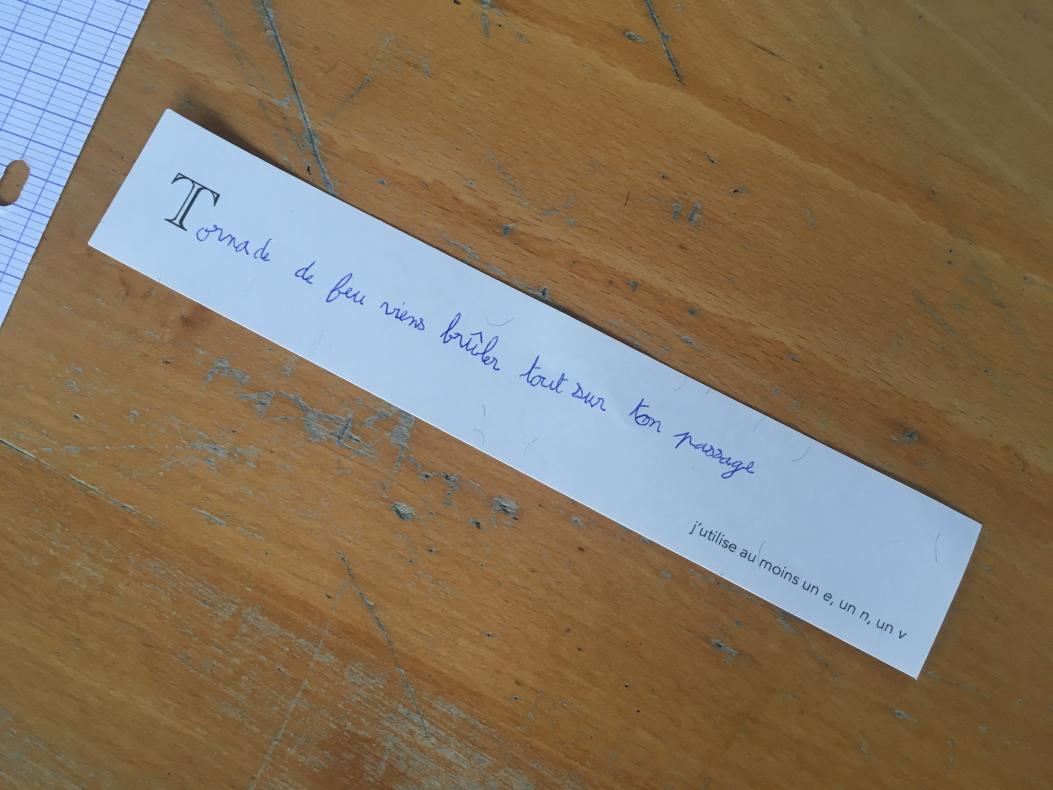 Tornade de feu viens brûler tout sur ton passage
j'utilise au moins un e, un n, un v